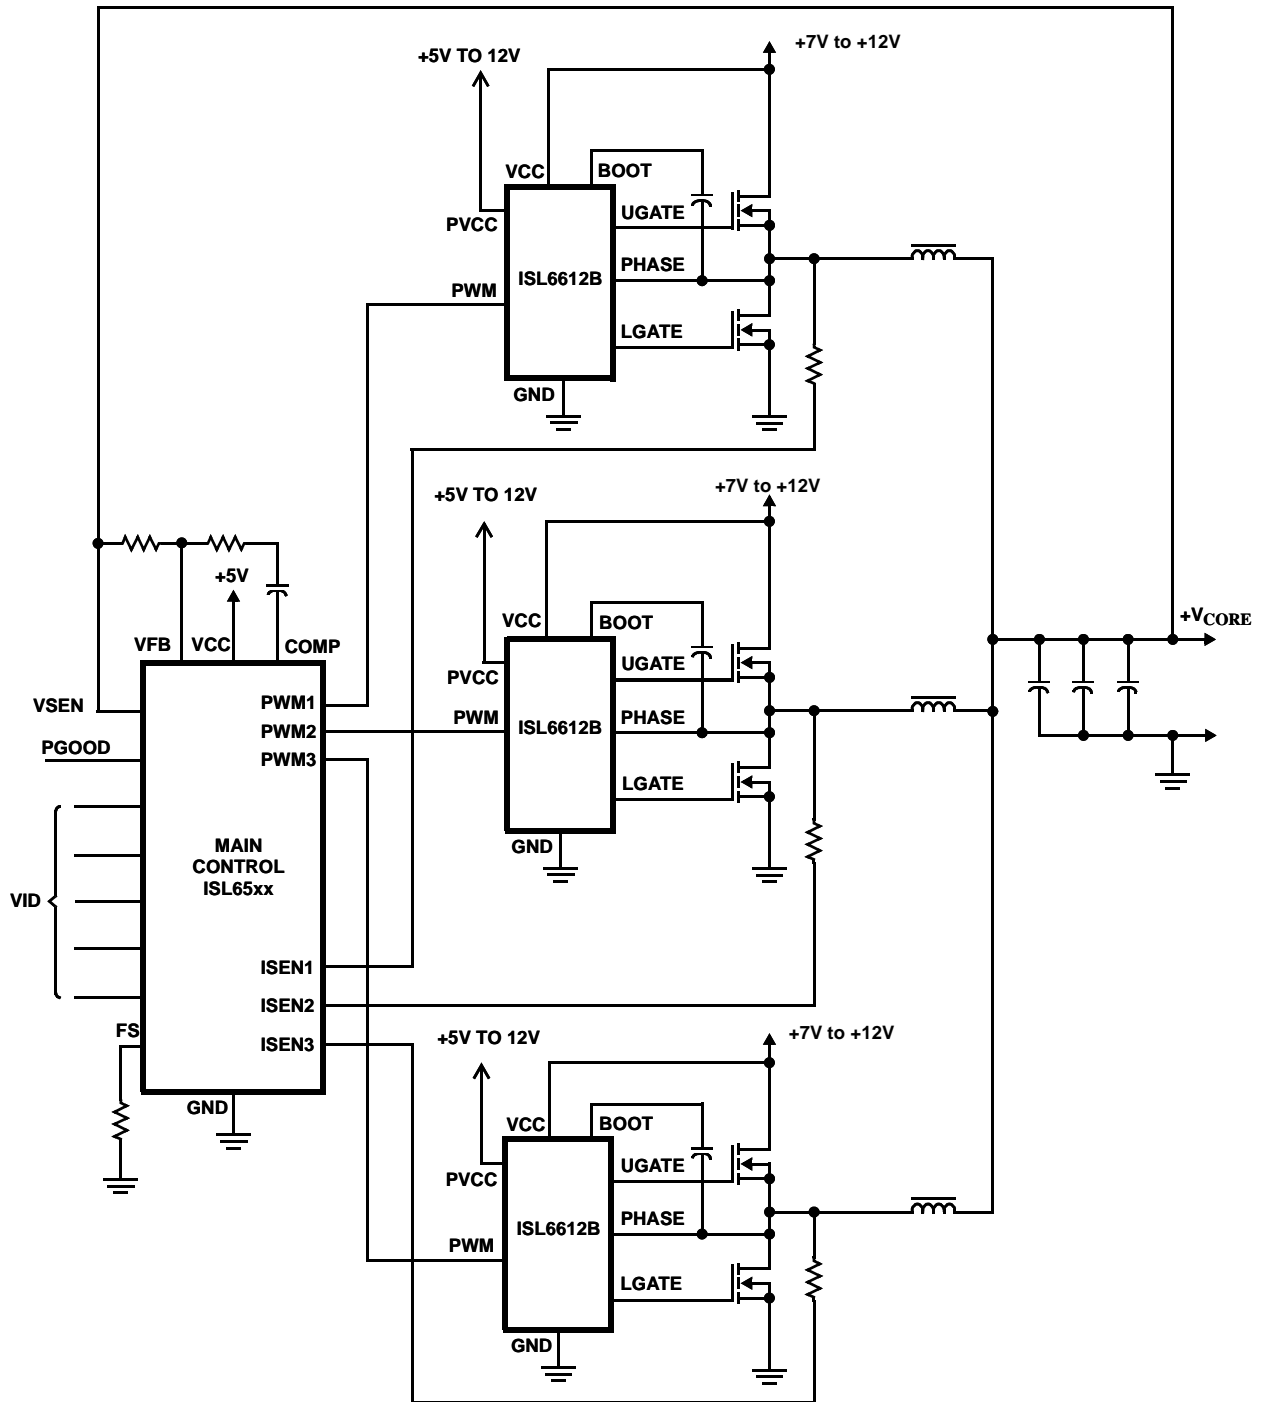 +7V to +12V
+5V TO 12V
VCC
BOOT
UGATE
PVCC
PHASE
ISL6612B
PWM
LGATE
GND
+7V to +12V
+5V TO 12V
+5V
VCC
BOOT
+VCORE
VFB
VCC
COMP
UGATE
PVCC
VSEN
PWM1
PWM
PHASE
ISL6612B
PWM2
PGOOD
PWM3
LGATE
MAIN
CONTROL
ISL65xx
GND
VID
ISEN1
ISEN2
FS
ISEN3
+5V TO 12V
+7V to +12V
GND
VCC
BOOT
UGATE
PVCC
PHASE
ISL6612B
PWM
LGATE
GND